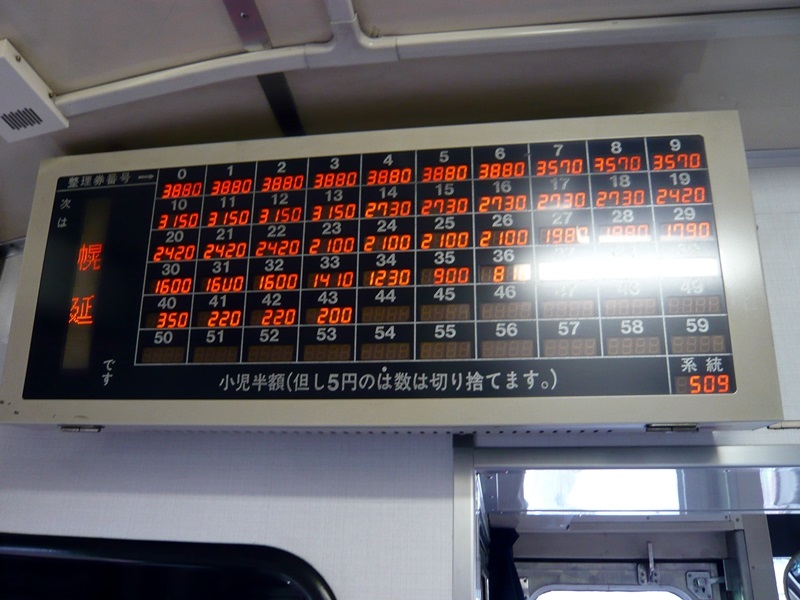 整理券番号
0 1 2 3 4 5 6 7 8 9
3880 3880 3880 3880 3880 3880 3880 3570 3570 3570
10 11 12 13 14 15 16 17 18 19
3150 3150 3150 3150 2730 2730 2730 2730 2730 2420
20 21 22 23 24 25 26 27 28 29
2420 2420 2420 2100 2100 2100 2100 1980 1790
30 31 32 33 34 35 36
1600 1600 1600 1410 1230 900
40 41 42 43 44 45 46 47 48 49
350 220 220 200
50 51 52 53 54 55 56 57 58 59
次は
幌延
です
小児半額(但し5円のは数は切り捨てます。)
系統
509